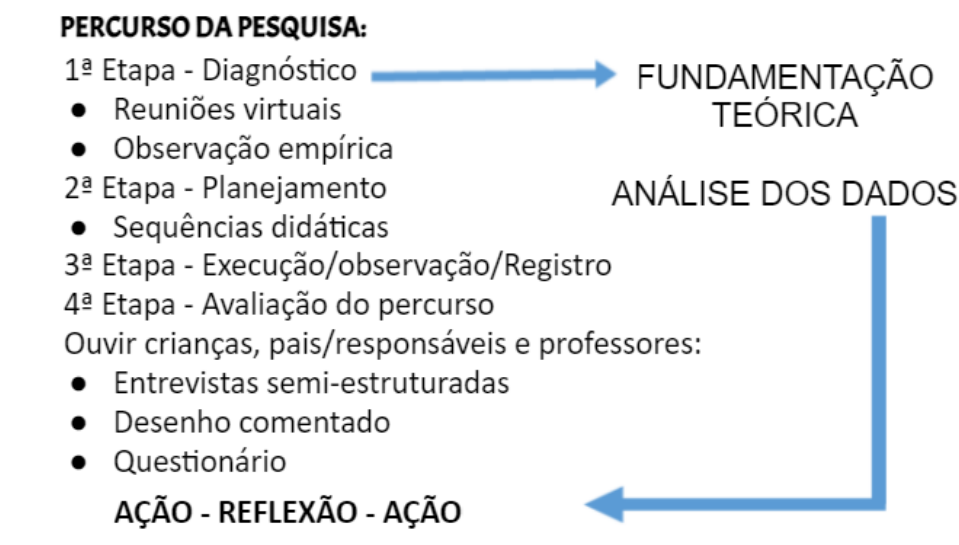 PERCURSO DA PESQUISA:
1ª Etapa - Diagnóstico
● Reuniões virtuais
● Observação empírica
2ª Etapa - Planejamento
● Sequências didáticas
3ª Etapa - Execução/observação/Registro
4ª Etapa - Avaliação do percurso
Ouvir crianças, pais/responsáveis e professores:
● Entrevistas semi-estruturadas
● Desenho comentado
● Questionário
AÇÃO - REFLEXÃO - AÇÃO
FUNDAMENTAÇÃO
TEÓRICA
ANÁLISE DOS DADOS